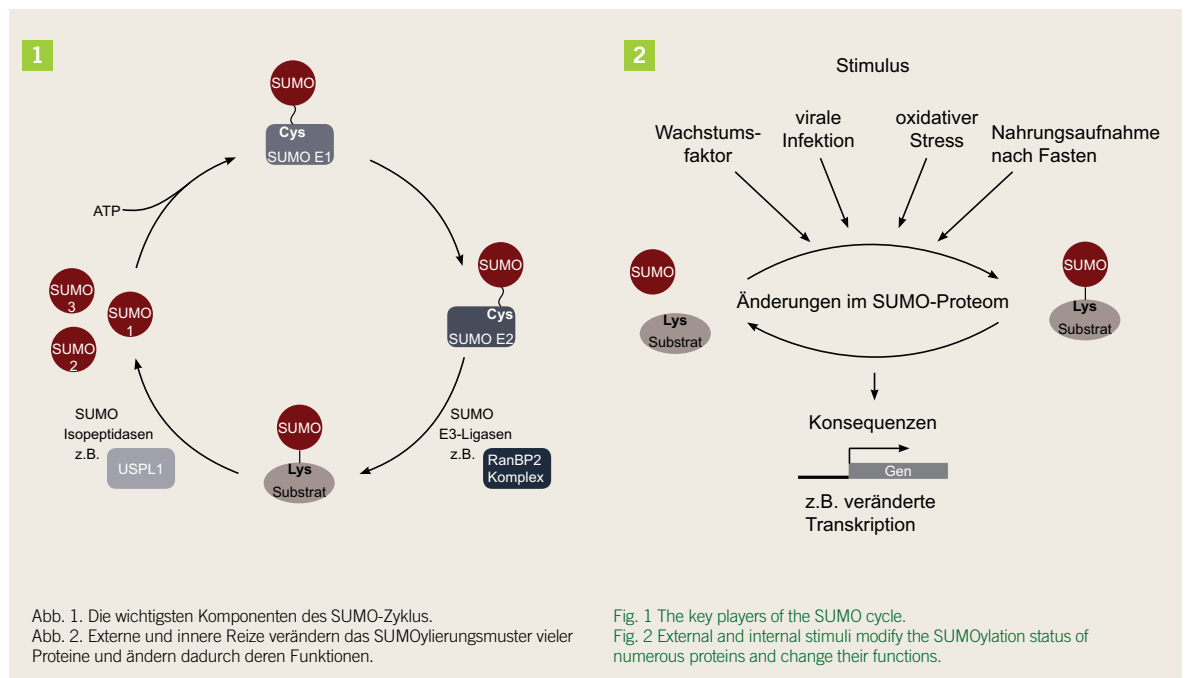 1
SUMO
Cys
SUMO E1
ATP
SUMO
Cys
SUMO E2
SUMO
3
SUMO
1
SUMO
2
SUMO
Isopeptidasen
z.B.
USPL1
SUMO
Lys
Substrat
SUMO
E3-Ligasen
z.B.
RanBP2
Komplex
2
Stimulus
Wachstums-
faktor
virale
Infektion
oxidativer
Stress
Nahrungsaufnahme
nach Fasten
SUMO
Lys
Substrat
Änderungen im SUMO-Proteom
SUMO
Lys
Substrat
Konsequenzen
Gen
z.B. veränderte
Transkription
Abb. 1. Die wichtigsten Komponenten des SUMO-Zyklus.
Abb. 2. Externe und innere Reize verändern das SUMOylierungsmuster vieler
Proteine und ändern dadurch deren Funktionen.
Fig. 1 The key players of the SUMO cycle.
Fig. 2 External and internal stimuli modify the SUMOylation status of
numerous proteins and change their functions.